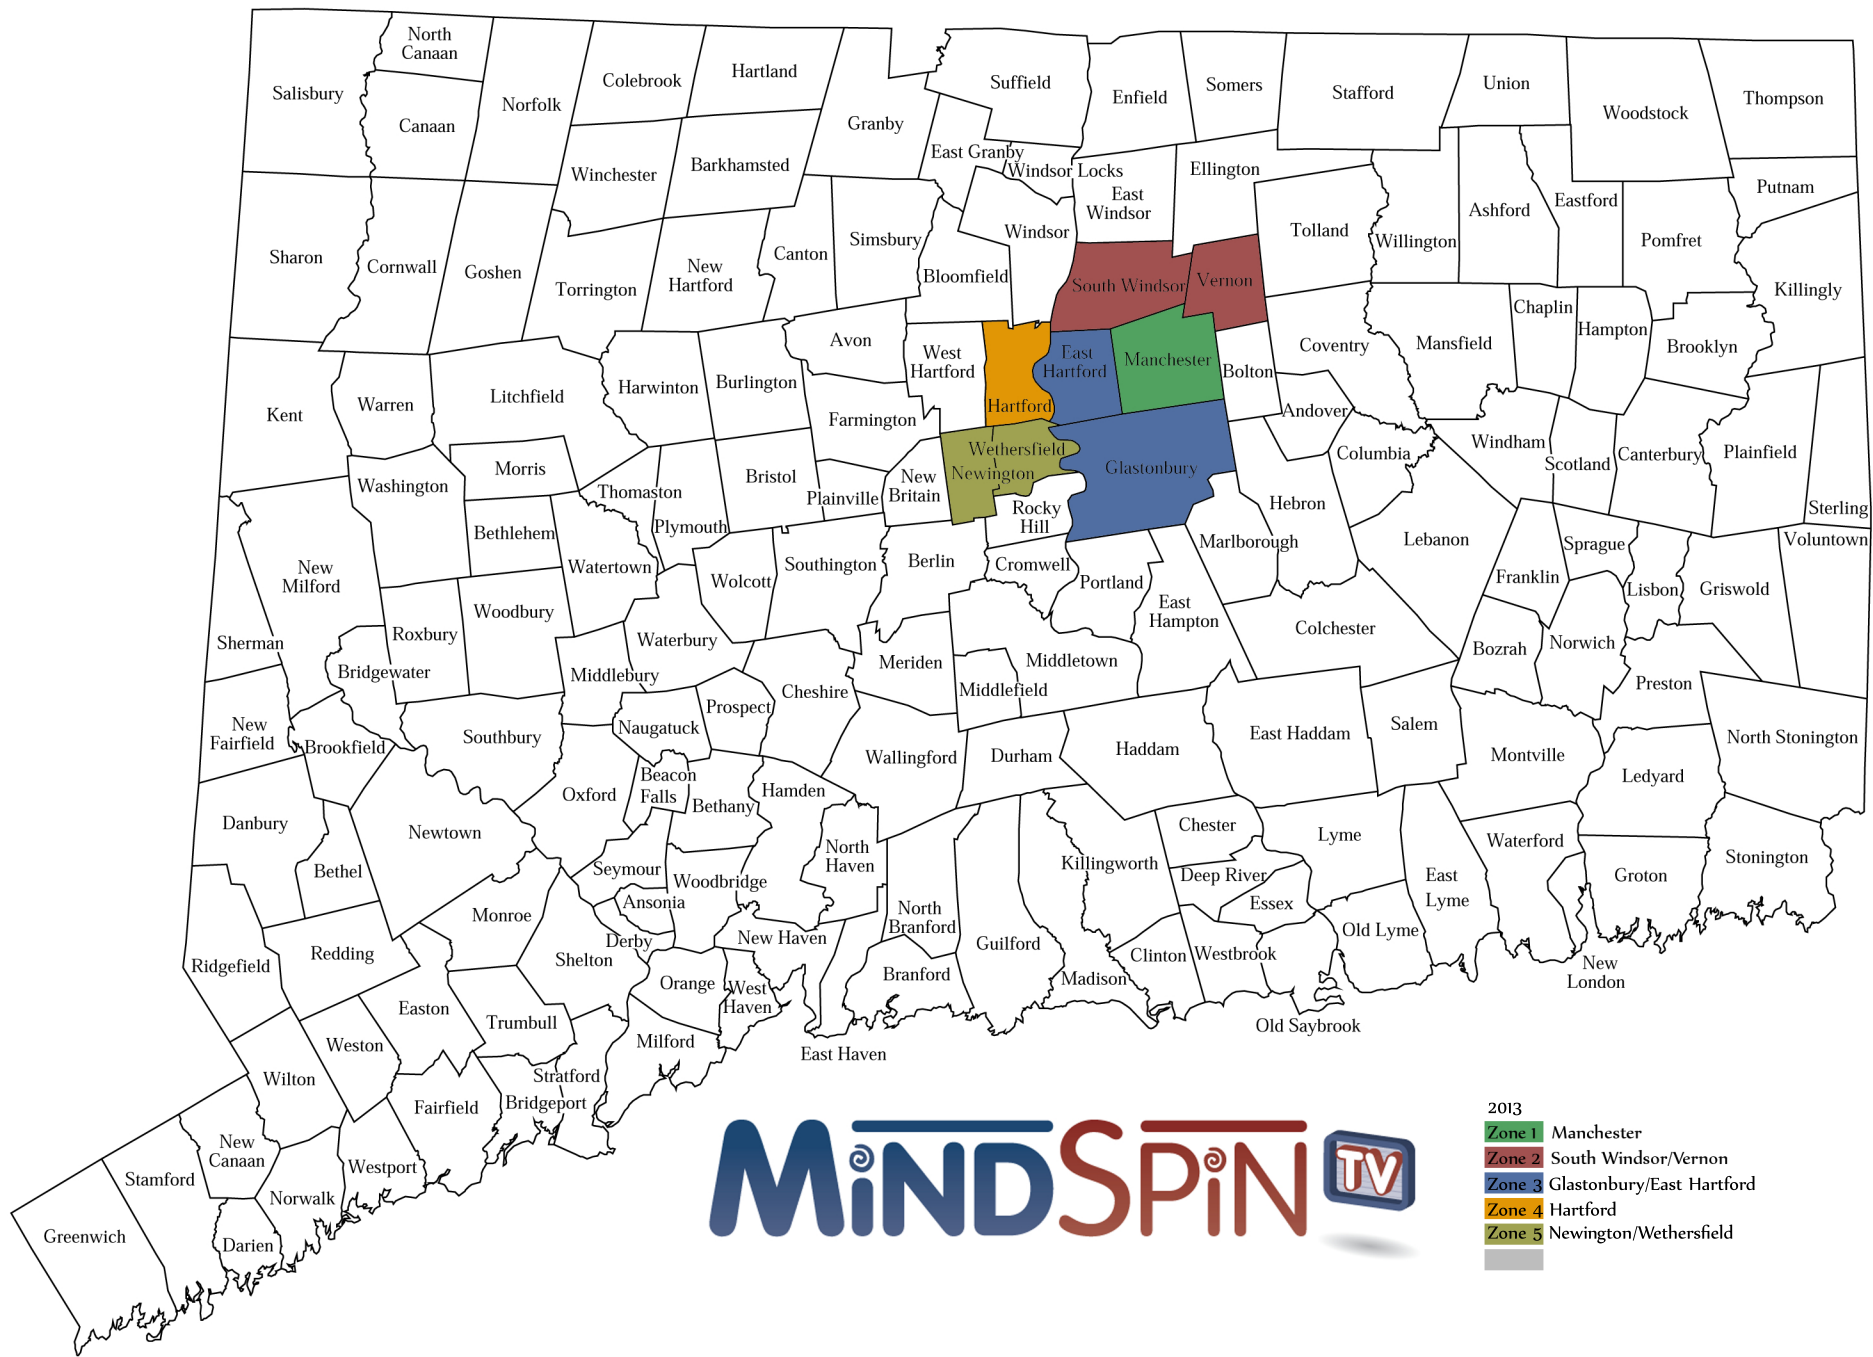 North
Canaan
Salisbury
Canaan
Norfolk
Colebrook
Hartland
Granby
Suffield
Enfield
Somers
Stafford
Union
Woodstock
Thompson
Winchester
Barkhamsted
East Granby
Windsor Locks
East
Windsor
Ellington
Tolland
Willington
Ashford
Eastford
Pomfret
Putnam
Sharon
Cornwall
Goshen
Torrington
New
Hartford
Canton
Simsbury
Bloomfield
Windsor
South Windsor
Vernon
Killingly
Chaplin
Hampton
Brooklyn
Mansfield
Coventry
Bolton
Manchester
East
Hartford
Hartford
West
Hartford
Avon
Farmington
Burlington
Harwinton
Litchfield
Warren
Kent
Washington
Morris
Thomaston
Plymouth
Bristol
Plainville
New
Britain
Wethersfield
Newington
Glastonbury
Rocky
Hill
Andover
Columbia
Hebron
Windham
Scotland
Canterbury
Plainfield
Sterling
Voluntown
Marlborough
Lebanon
Sprague
Franklin
Lisbon
Griswold
New
Milford
Bethlehem
Watertown
Wolcott
Southington
Berlin
Cromwell
Portland
East
Hampton
Colchester
Bozrah
Norwich
Preston
Sherman
Roxbury
Woodbury
Waterbury
Middlebury
Bridgewater
Meriden
Middletown
Middlefield
Cheshire
Prospect
Naugatuck
Southbury
New
Fairfield
Brookfield
Wallingford
Durham
Haddam
East Haddam
Salem
Montville
Ledyard
North Stonington
Danbury
Newtown
Oxford
Beacon
Falls
Bethany
Hamden
North
Haven
Bethel
Seymour
Woodbridge
Ansonia
Derby
Killingworth
Chester
Deep River
Essex
Lyme
East
Lyme
Waterford
Groton
Stonington
Ridgefield
Redding
Monroe
Shelton
Orange
New Haven
West
Haven
North
Branford
Branford
Guilford
Madison
Clinton
Westbrook
Old Lyme
New
London
Old Saybrook
East Haven
Easton
Trumbull
Milford
Weston
Wilton
Fairfield
Stratford
Bridgeport
New
Canaan
Stamford
Norwalk
Westport
Greenwich
Darien
MiNDSPiN
TV
2013
Zone 1 Manchester
Zone 2 South Windsor/Vernon
Zone 3 Glastonbury/East Hartford
Zone 4 Hartford
Zone 5 Newington/Wethersfield